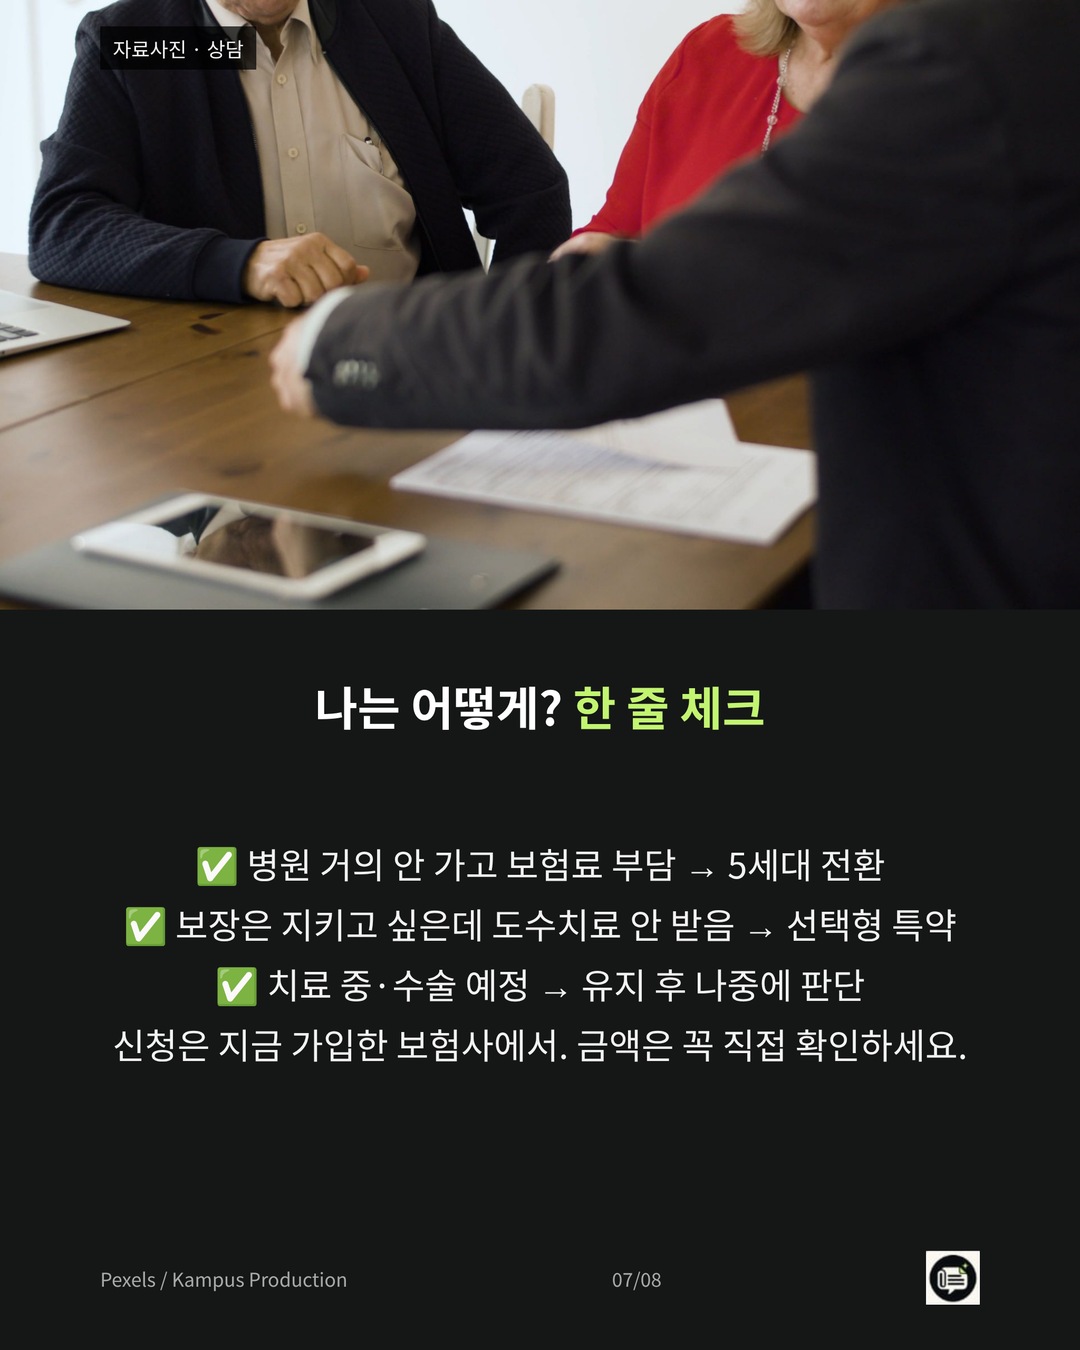 자료사진 · 상담
나는 어떻게? 한 줄 체크
✅ 병원 거의 안 가고 보험료 부담 → 5세대 전환
✅ 보장은 지키고 싶은데 도수치료 안 받음 → 선택형 특약
✅ 치료 중·수술 예정 → 유지 후 나중에 판단
신청은 지금 가입한 보험사에서. 금액은 꼭 직접 확인하세요.
Pexels / Kampus Production
07/08